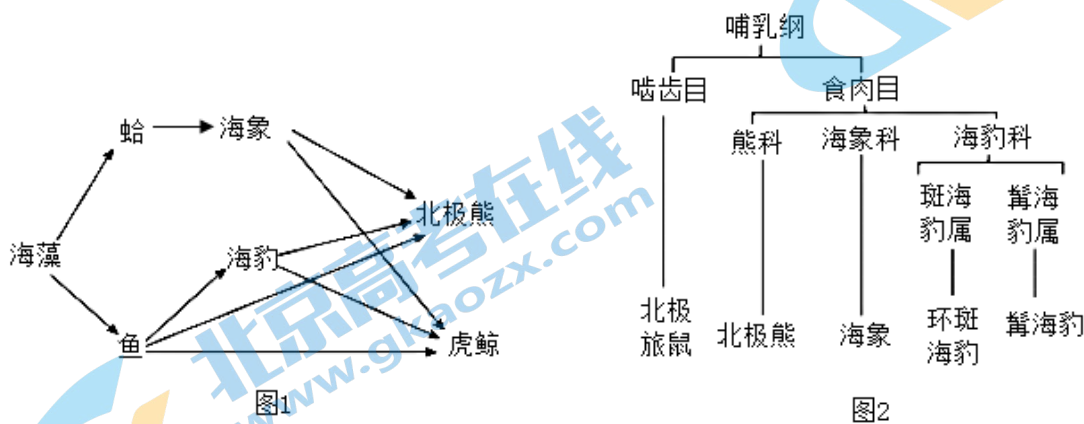 蛤
海象
北极熊
海藻
海豹
鱼
虎鲸
图1
哺乳纲
啮齿目
食肉目
熊科
海象科
海豹科
斑海
豹属
髯海
豹属
北极
旅鼠
北极熊
海象
环斑
海豹
髯海豹
图2
北京高考在线
www.gkaozx.com